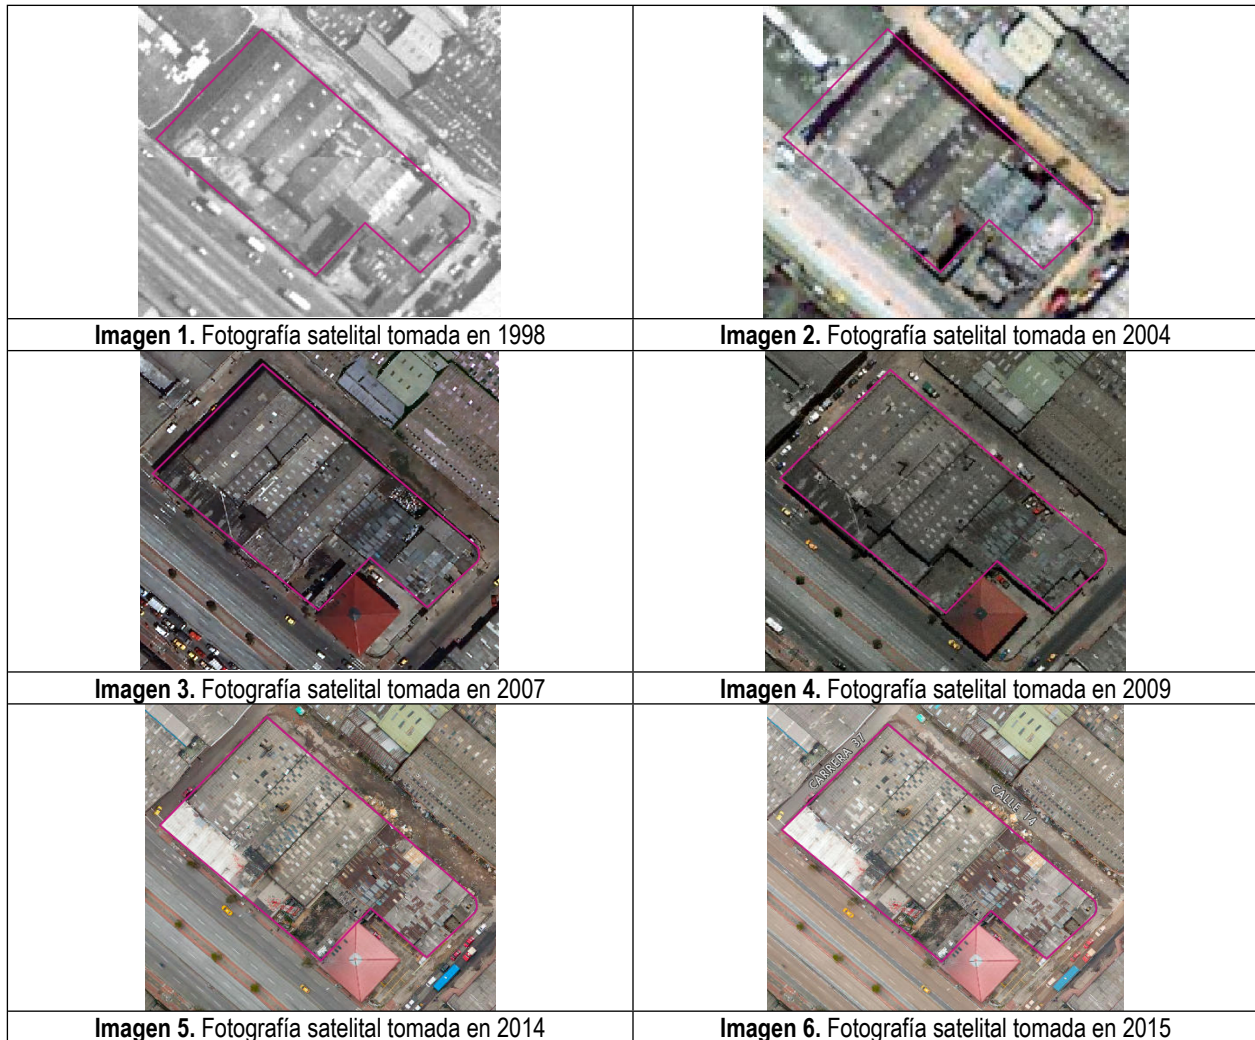 Imagen 1. Fotografía satelital tomada en 1998
Imagen 2. Fotografía satelital tomada en 2004
Imagen 3. Fotografía satelital tomada en 2007
Imagen 4. Fotografía satelital tomada en 2009
CARRERA 37
CALLE 14
Imagen 5. Fotografía satelital tomada en 2014
Imagen 6. Fotografía satelital tomada en 2015